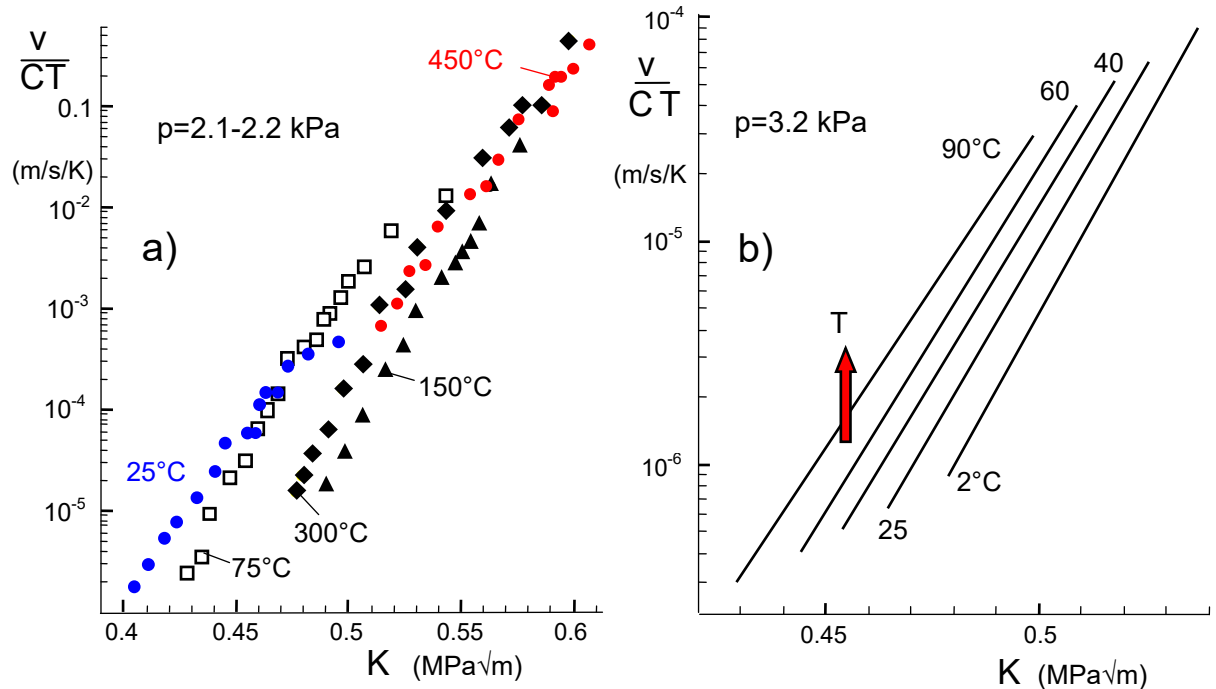 v
CT
(m/s/K)
0.1
10-2
10-3
10-4
10-5
p=2.1-2.2 kPa
a)
450°C
150°C
25°C
300°C
75°C
0.4
0.45
0.5
0.55
0.6
K (MPa√m)
10-4
v
CT
(m/s/K
10-5
10-6
p=3.2 kPa
b)
40
60
90°C
T
2°C
25
0.45
0.5
K (MPa√m)